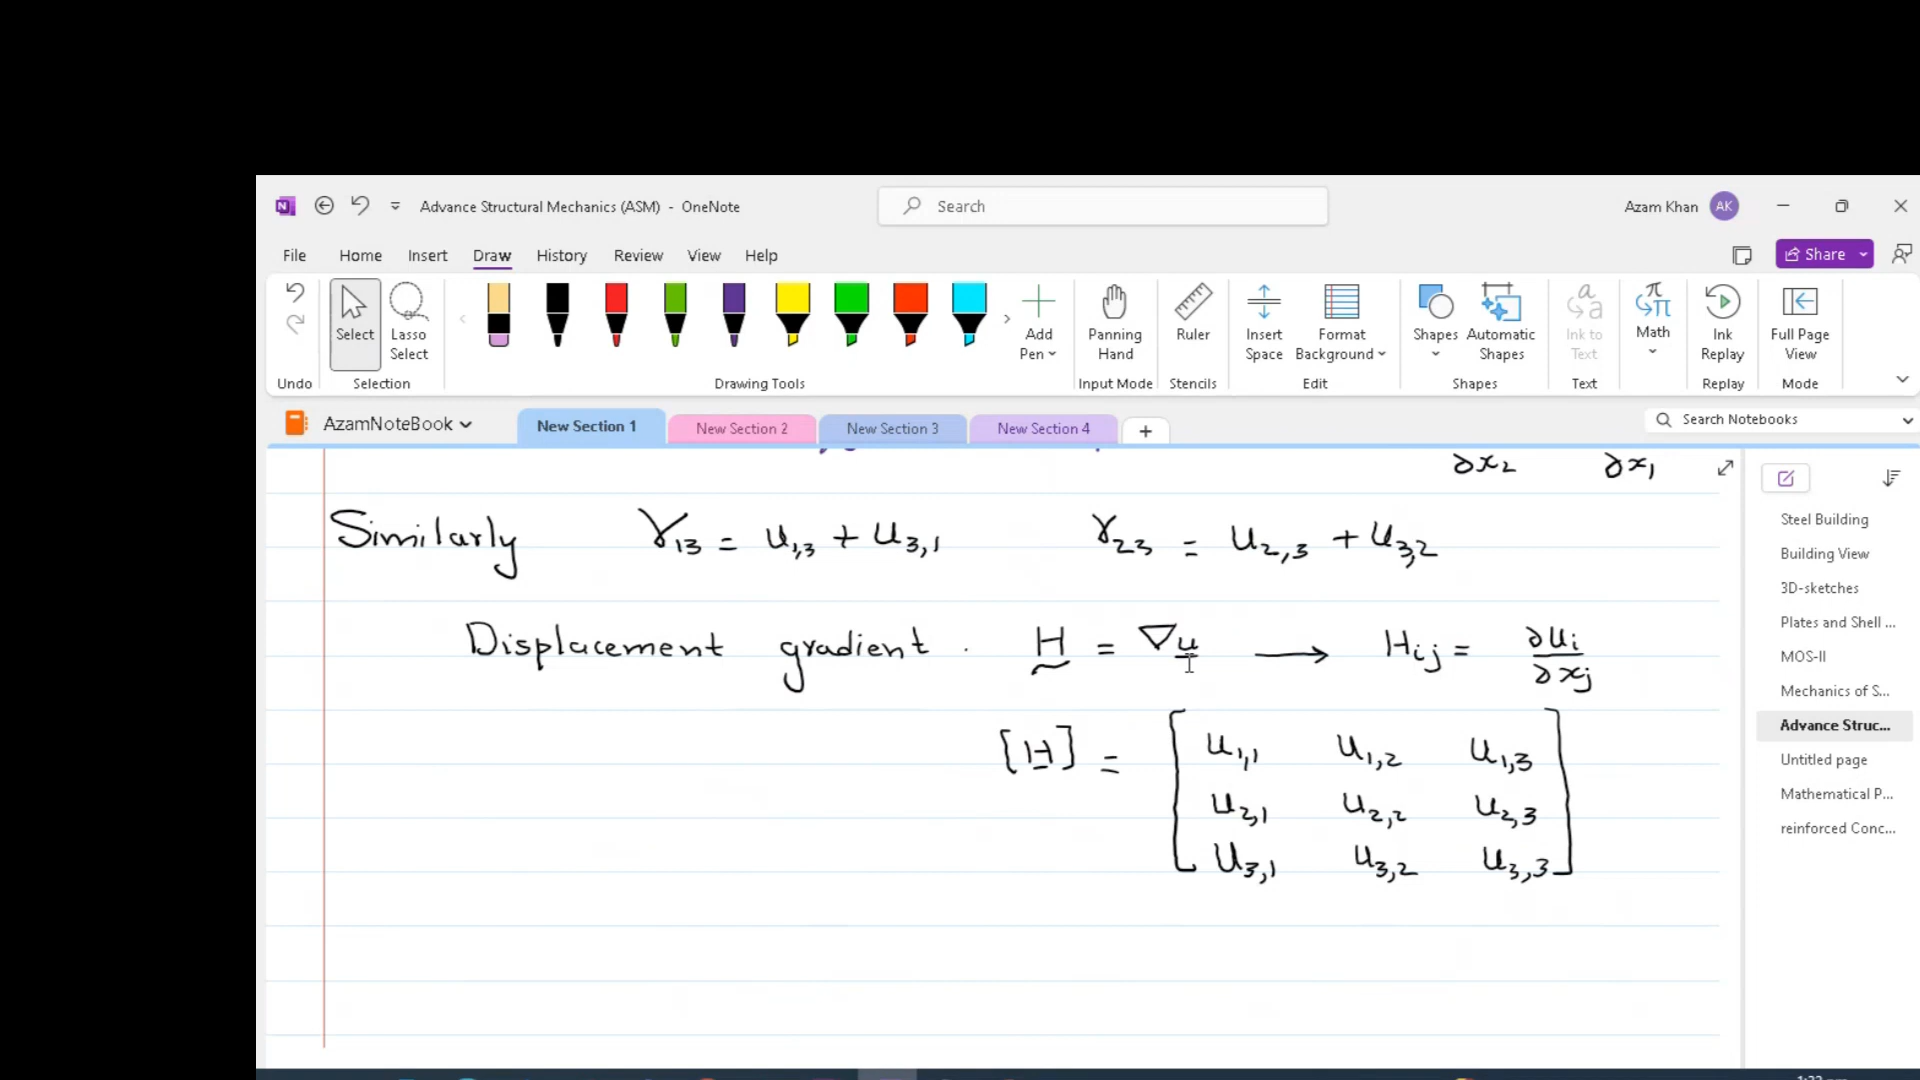 Advance Structural Mechanics (ASM) - OneNote
Search
Azam Khan AK
File Home Insert Draw History Review View Help
Share
Undo
Select
Lasso Select
Selection
Drawing Tools
Add Pen
Panning Hand
Input Mode
Ruler
Stencils
Insert Space
Format Background
Edit
Shapes
Automatic Shapes
Shapes
Ink to Text
Text
Math
Ink Replay
Replay
Full Page View
Mode
AzamNoteBook
New Section 1 New Section 2 New Section 3 New Section 4 +
Search Notebooks
∂x₂ ∂x₁
Similarly γ₁₃ = u₁,₃ + u₃,₁ γ₂₃ = u₂,₃ + u₃,₂
Displacement gradient . H = ∇u → Hij = ∂ui/∂xj
[H] = [ u₁,₁ u₁,₂ u₁,₃
u₂,₁ u₂,₂ u₂,₃
u₃,₁ u₃,₂ u₃,₃ ]
Steel Building
Building View
3D-sketches
Plates and Shell ...
MOS-II
Mechanics of S...
Advance Struc...
Untitled page
Mathematical P...
reinforced Conc...